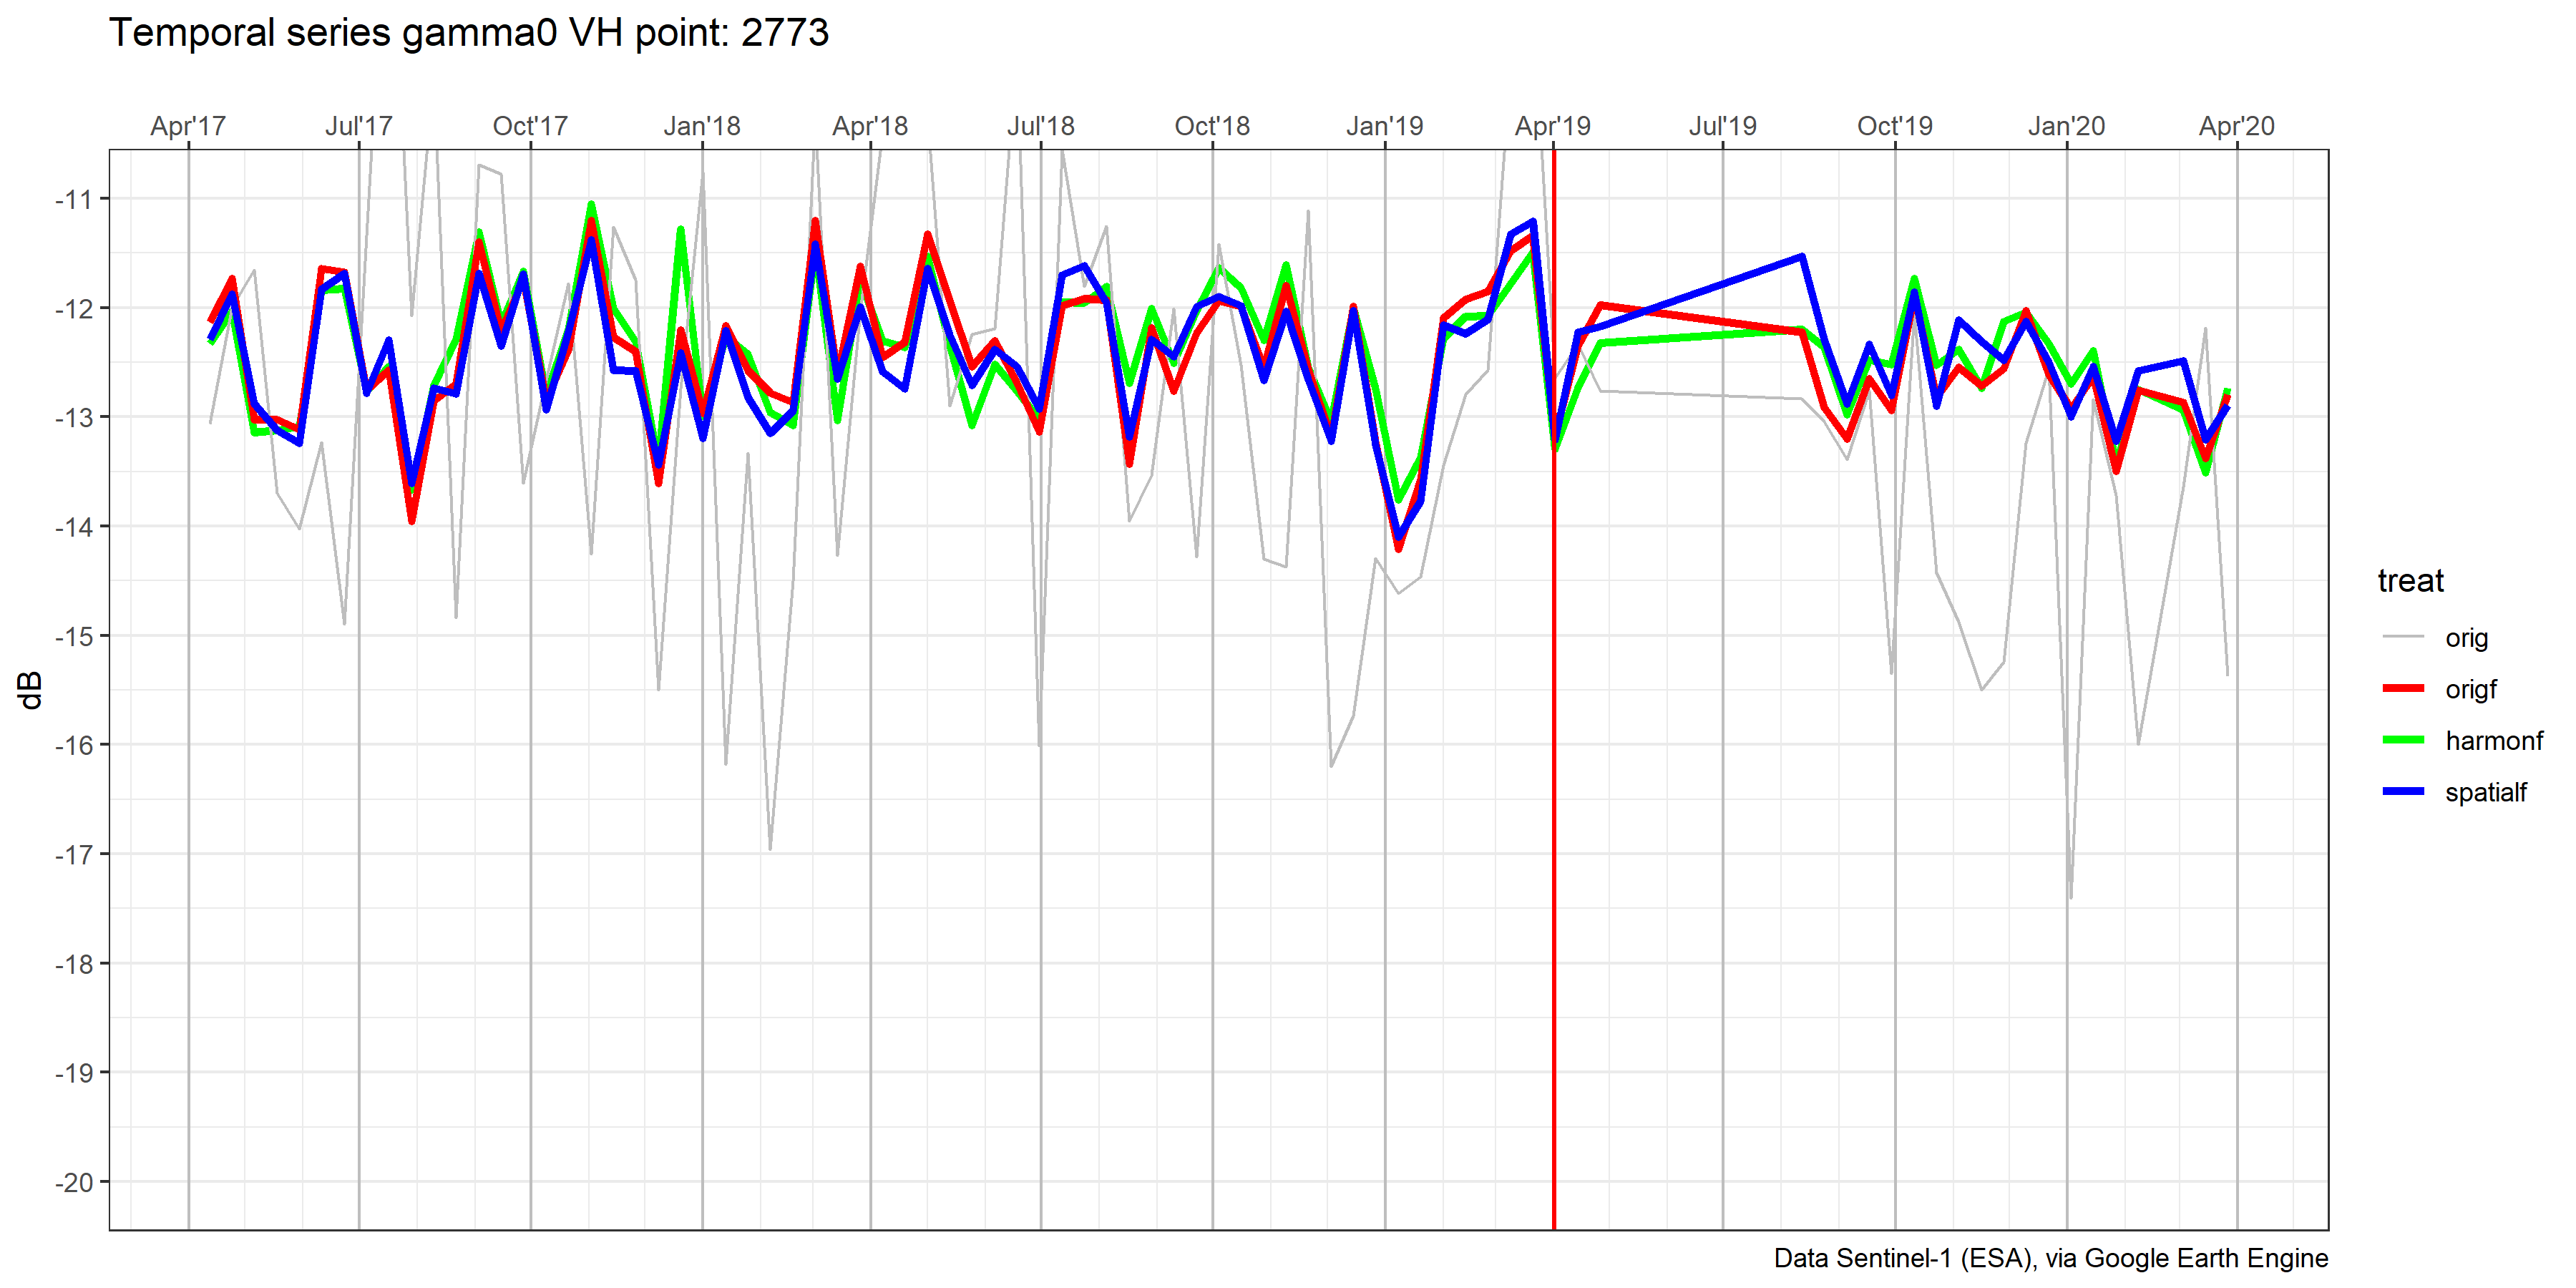 Temporal series gamma0 VH point: 2773
Apr'17 Jul'17 Oct'17 Jan'18 Apr'18 Jul'18 Oct'18 Jan'19 Apr'19 Jul'19 Oct'19 Jan'20 Apr'20
-11
-12
-13
-14
-15
-16
-17
-18
-19
-20
dB
treat
orig
origf
harmonf
spatialf
Data Sentinel-1 (ESA), via Google Earth Engine